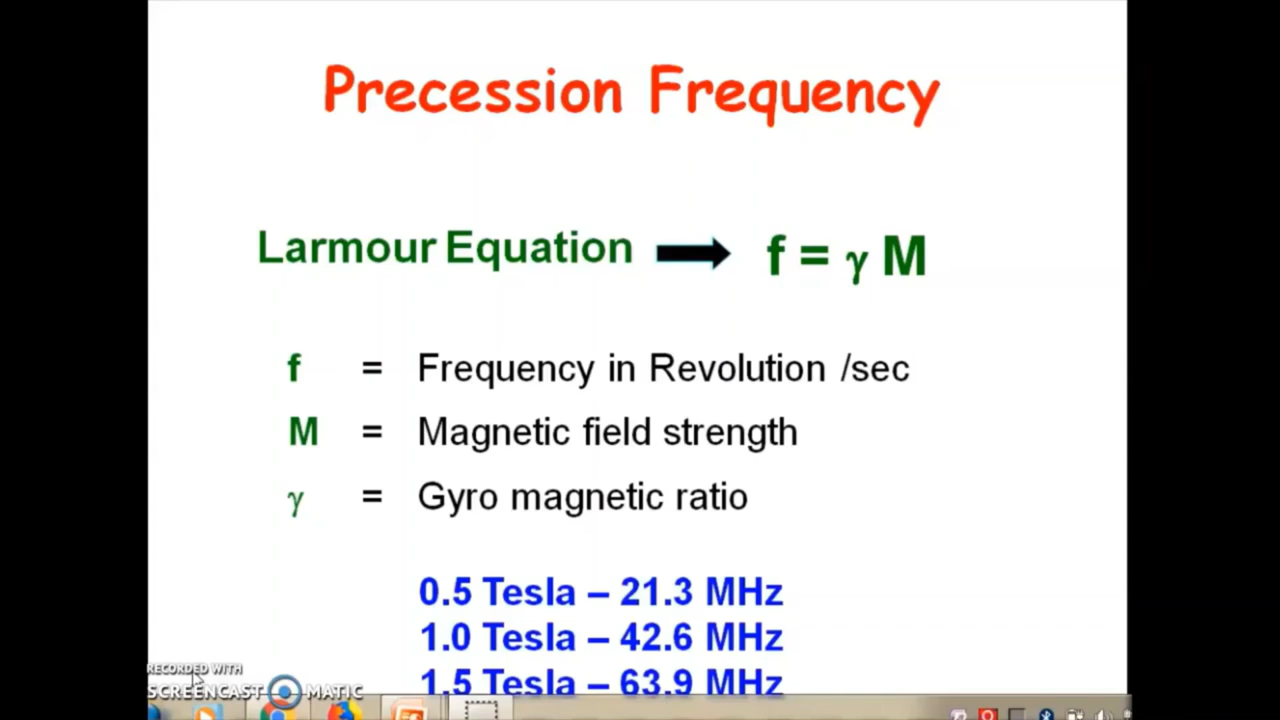 Precession Frequency
Larmour Equation f = γ M
f = Frequency in Revolution /sec
M = Magnetic field strength
γ = Gyro magnetic ratio
0.5 Tesla – 21.3 MHz
1.0 Tesla – 42.6 MHz
1.5 Tesla – 63.9 MHz
RECORDED WITH
SCREENCAST MATIC